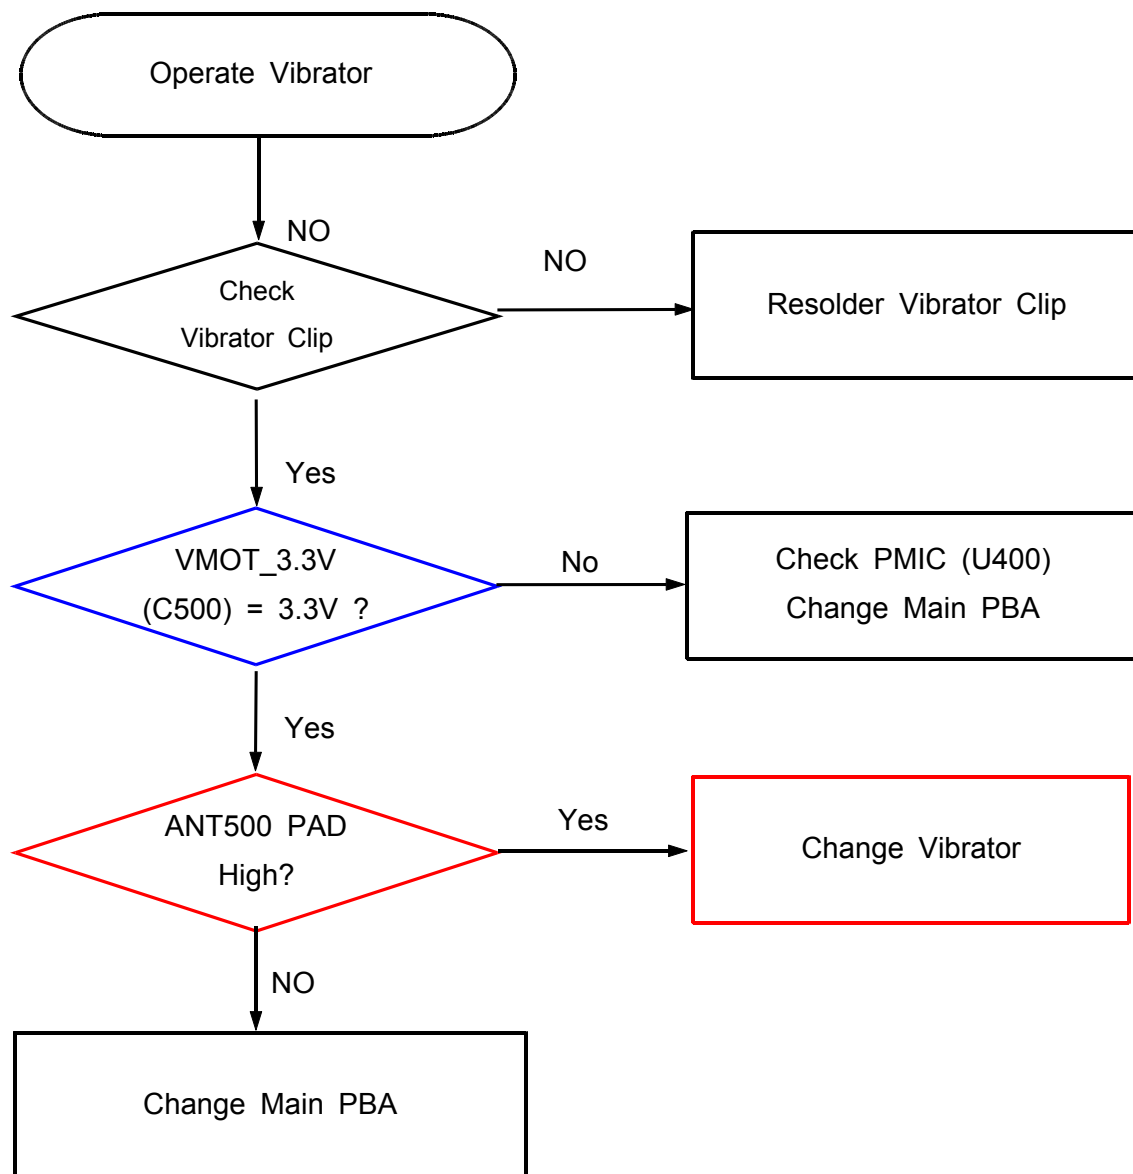 Operate Vibrator
NO
Check
Vibrator Clip
NO
Resolder Vibrator Clip
Yes
VMOT_3.3V
(C500) = 3.3V ?
No
Check PMIC (U400)
Change Main PBA
Yes
ANT500 PAD
High?
Yes
Change Vibrator
NO
Change Main PBA